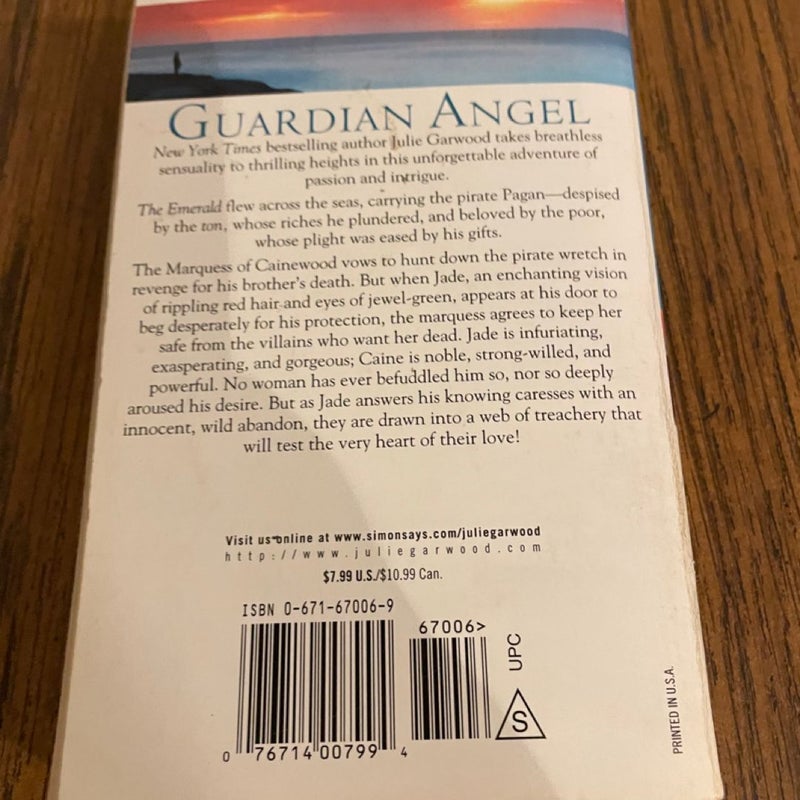 GUARDIAN ANGEL
New York Times bestselling author Julie Garwood takes breathless
sensuality to thrilling heights in this unforgettable adventure of
passion and intrigue.
The Emerald flew across the seas, carrying the pirate Pagan—despised
by the ton, whose riches he plundered, and beloved by the poor,
whose plight was eased by his gifts.
The Marquess of Cainewood vows to hunt down the pirate wretch in
revenge for his brother's death. But when Jade, an enchanting vision
of rippling red hair and eyes of jewel-green, appears at his door to
beg desperately for his protection, the marquess agrees to keep her
safe from the villains who want her dead. Jade is infuriating,
exasperating, and gorgeous; Caine is noble, strong-willed, and
powerful. No woman has ever befuddled him so, nor so deeply
aroused his desire. But as Jade answers his knowing caresses with an
innocent, wild abandon, they are drawn into a web of treachery that
will test the very heart of their love!
Visit us online at www.simonsays.com/juliegarwood
http://www.juliegarwood.com
$7.99 U.S./$10.99 Can.
ISBN 0-671-67006-9
67006>
UPC
S
0 76714 00799 4
PRINTED IN U.S.A.